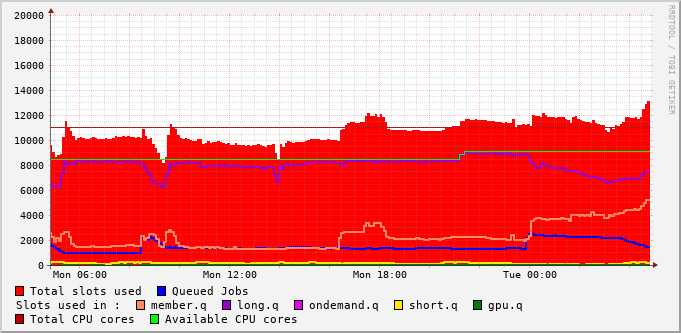 20000
18000
16000
14000
12000
10000
8000
6000
4000
2000
0
Mon 06:00 Mon 12:00 Mon 18:00 Tue 00:00
RRDTOOL / TOBI OETIKER
Total slots used Queued Jobs
Slots used in : member.q long.q ondemand.q short.q gpu.q
Total CPU cores Available CPU cores